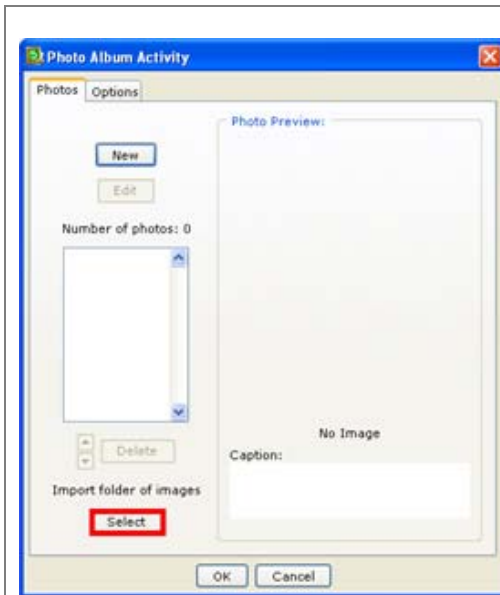 Photo Album Activity
Photos Options
Photo Preview:
New
Edit
Number of photos: 0
No Image
Delete
Caption:
Import folder of images
Select
OK Cancel